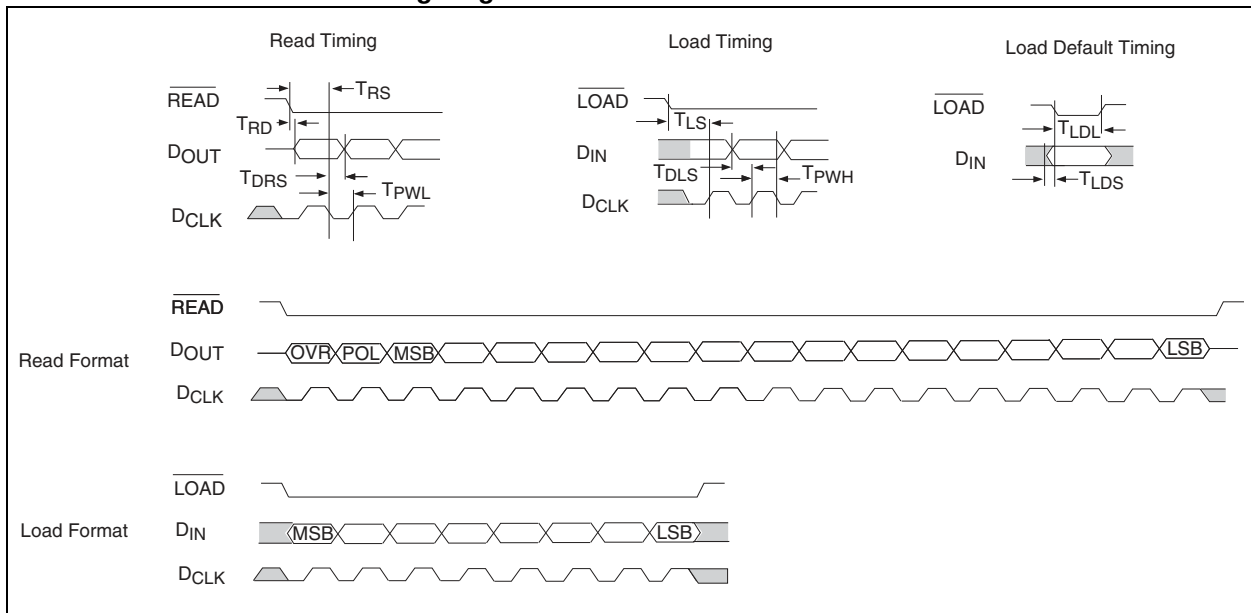 Read Timing
READ
TRS
TRD
DOUT
TDRS
TPWL
DCLK
Load Timing
LOAD
TLS
DIN
TDLS
TPWH
DCLK
Load Default Timing
LOAD
TLDL
DIN
TLDS
Read Format
READ
DOUT
OVR POL MSB LSB
DCLK
Load Format
LOAD
DIN
MSB LSB
DCLK